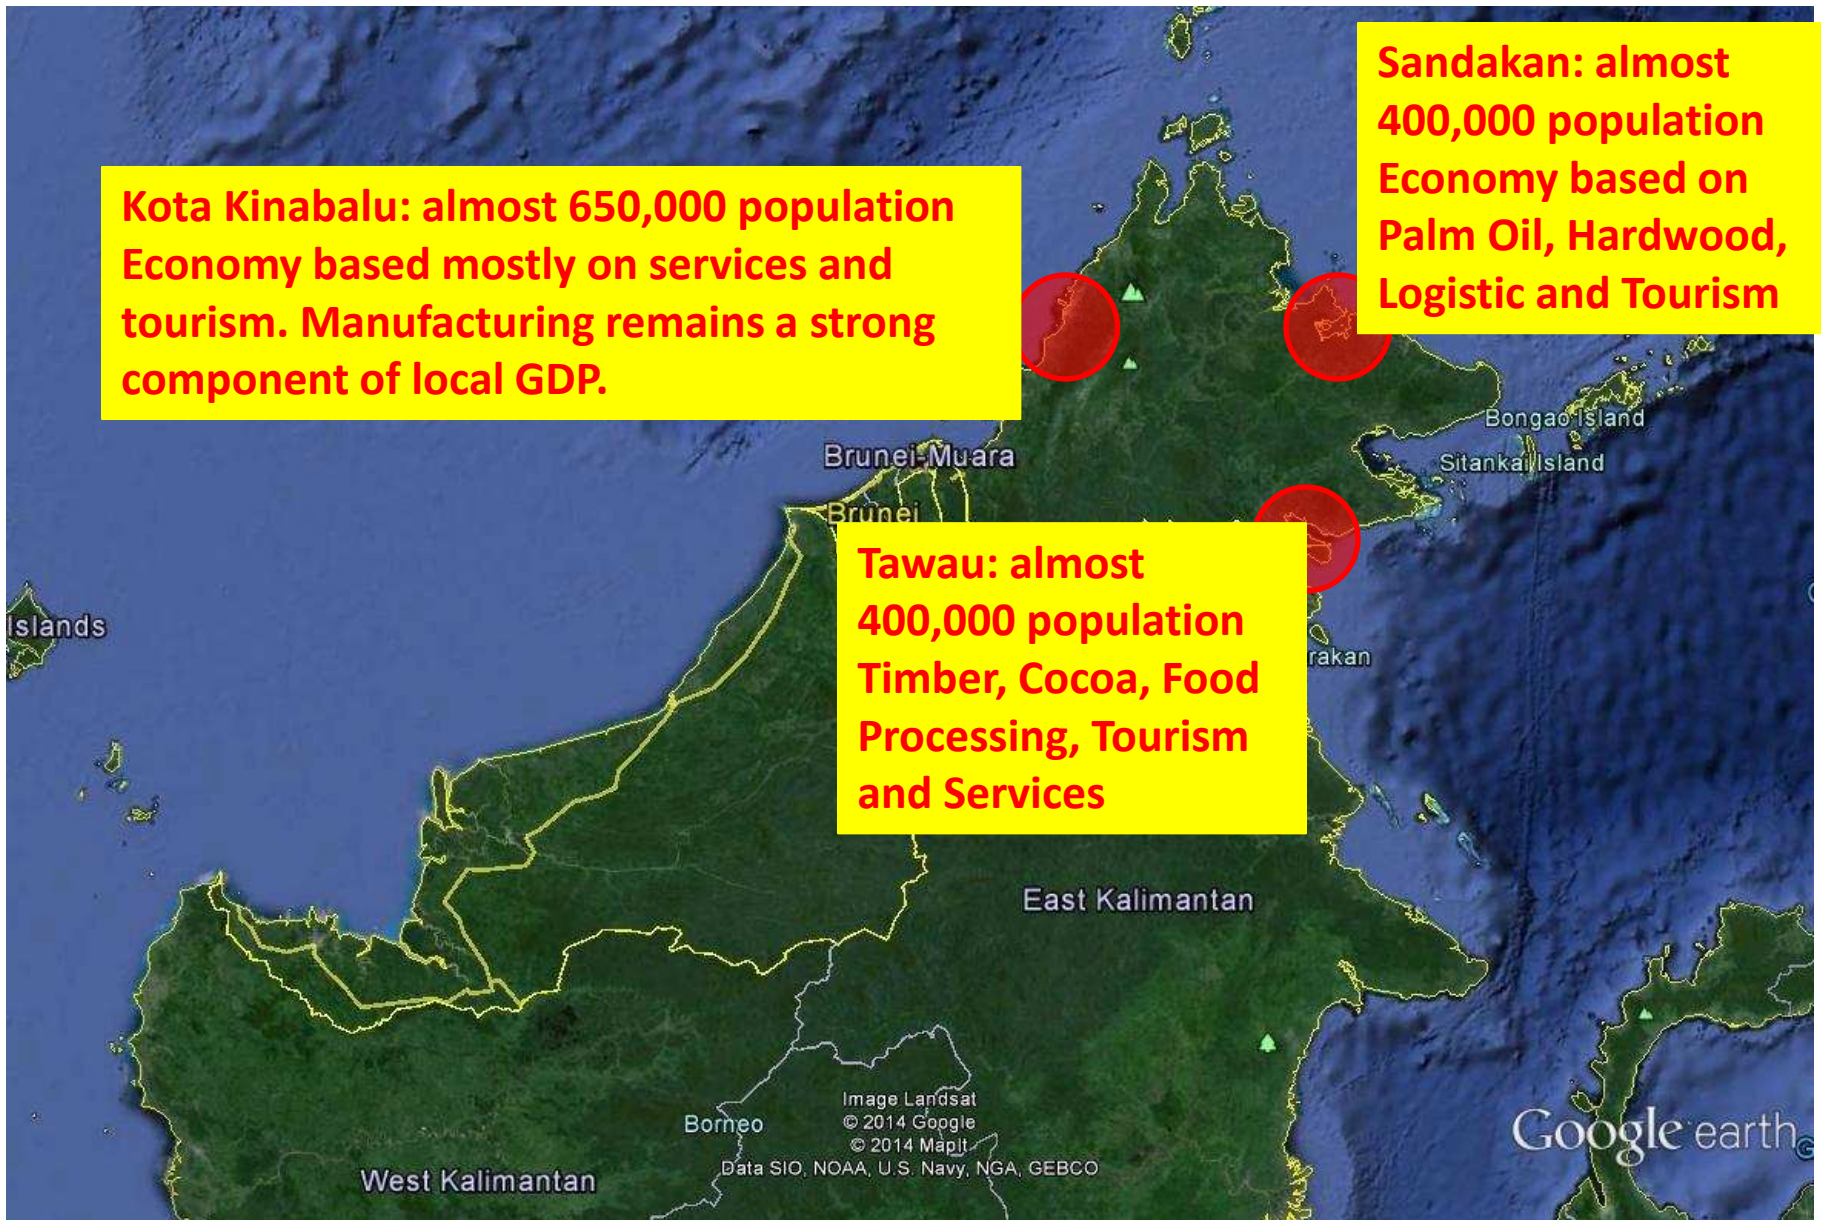 Sandakan: almost
400,000 population
Economy based on
Palm Oil, Hardwood,
Logistic and Tourism
Kota Kinabalu: almost 650,000 population
Economy based mostly on services and
tourism. Manufacturing remains a strong
component of local GDP.
Bongao Island
Sitankai Island
Brunei-Muara
Brunei
Tawau: almost
400,000 population
Timber, Cocoa, Food
Processing, Tourism
and Services
Islands
rakan
East Kalimantan
Image Landsat
© 2014 Google
© 2014 MapIt
Data SIO, NOAA, U.S. Navy, NGA, GEBCO
Borneo
Google earth
West Kalimantan